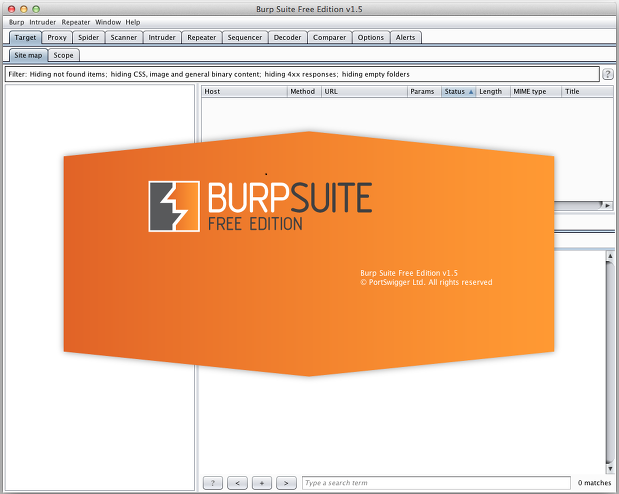 Burp Suite Free Edition v1.5
Burp Intruder Repeater Window Help
Target Proxy Spider Scanner Intruder Repeater Sequencer Decoder Comparer Options Alerts
Site map Scope
Filter: Hiding not found items; hiding CSS, image and general binary content; hiding 4xx responses; hiding empty folders
?
Host Method URL Params Status Length MIME type Title
BURPSUITE
FREE EDITION
Burp Suite Free Edition v1.5
© PortSwigger Ltd. All rights reserved
? < + > Type a search term 0 matches